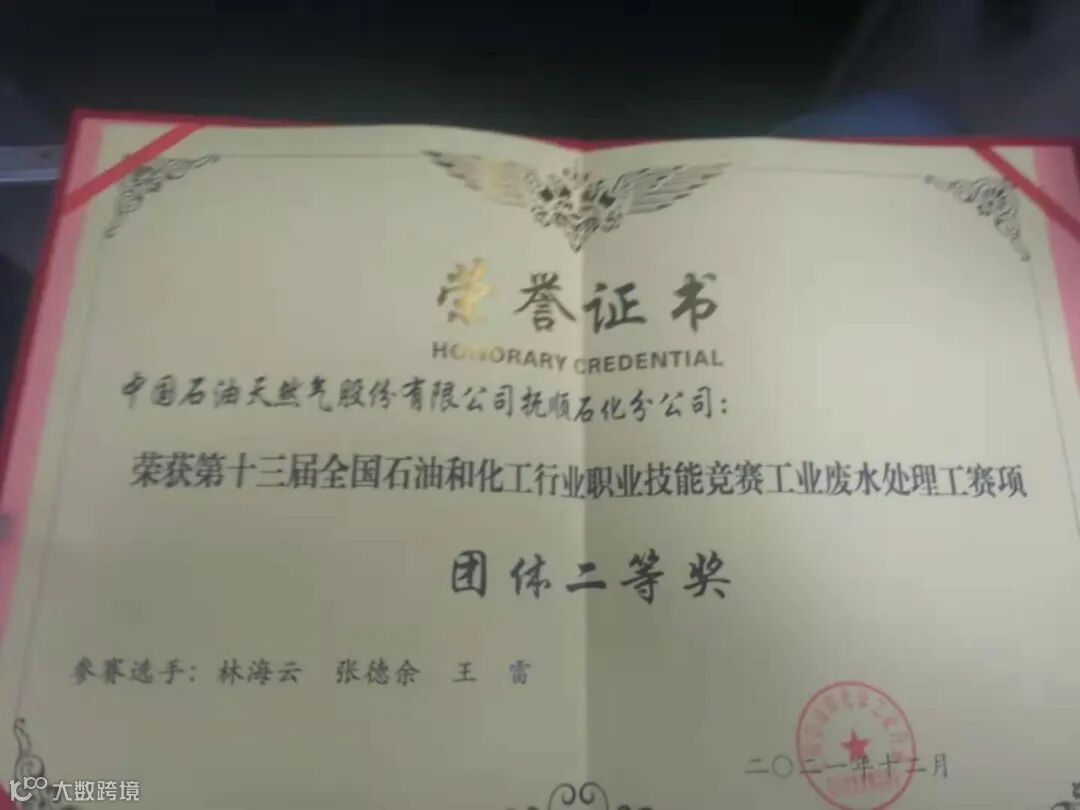 荣誉证书
HONORARY CREDENTIAL
中国石油天然气股份有限公司抚顺石化分公司：
荣获第十三届全国石油和化工行业职业技能竞赛工业废水处理工赛项
团体二等奖
参赛选手：林海云 张德余 王 雷
二〇二一年十二月
大数跨境